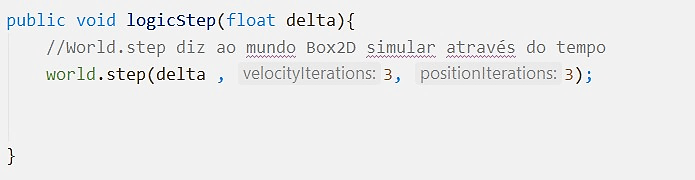 public void logicStep(float delta){
//World.step diz ao mundo Box2D simular através do tempo
world.step(delta , velocityIterations: 3, positionIterations: 3);
}